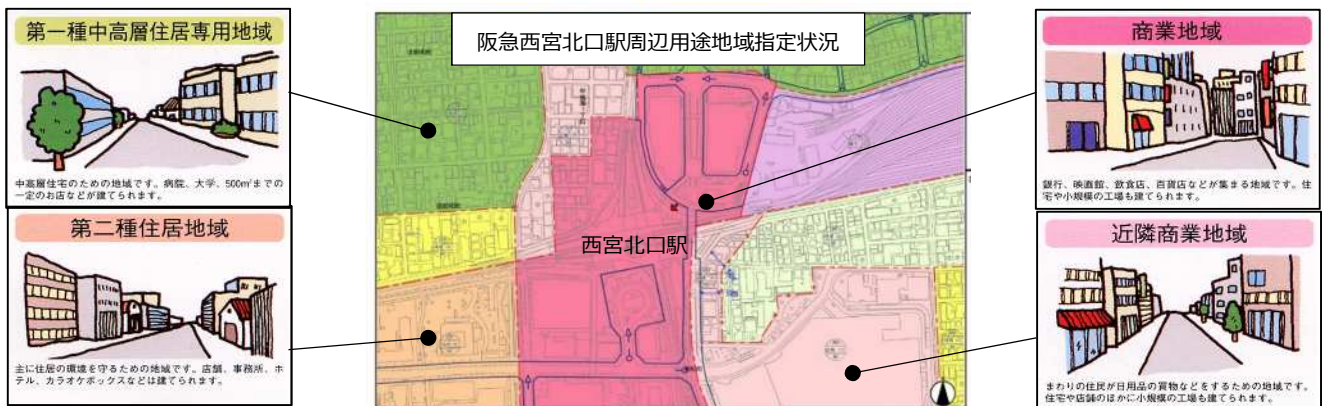 第一種中高層住居専用地域
中高層住宅のための地域です。病院、大学、500㎡までの
一定のお店などが建てられます。
第二種住居地域
主に住居の環境を守るための地域です。店舗、事務所、ホ
テル、カラオケボックスなどは建てられます。
阪急西宮北口駅周辺用途地域指定状況
西宮北口駅
商業地域
銀行、映画館、飲食店、百貨店などが集まる地域です。住
宅や小規模の工場も建てられます。
近隣商業地域
まわりの住民が日用品の買物などをするための地域です。
住宅や店舗のほかに小規模の工場も建てられます。